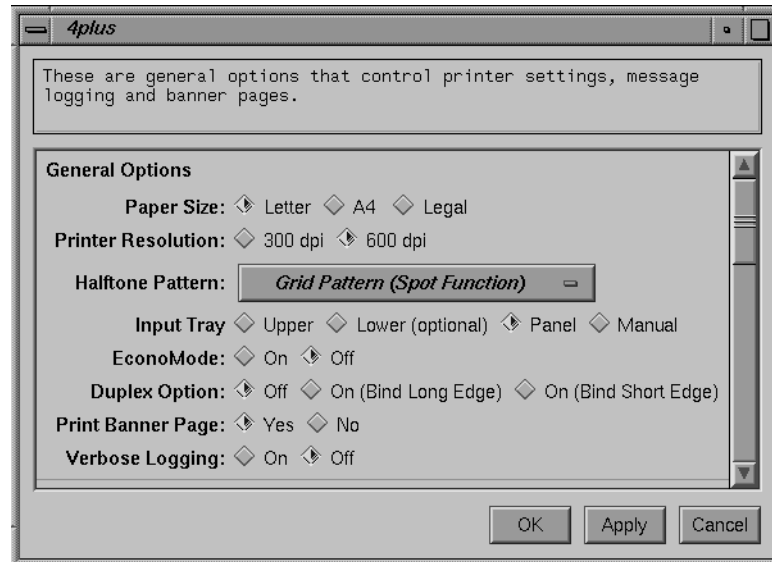 4plus
These are general options that control printer settings, message
logging and banner pages.
General Options
Paper Size: Letter A4 Legal
Printer Resolution: 300 dpi 600 dpi
Halftone Pattern: Grid Pattern (Spot Function)
Input Tray Upper Lower (optional) Panel Manual
EconoMode: On Off
Duplex Option: Off On (Bind Long Edge) On (Bind Short Edge)
Print Banner Page: Yes No
Verbose Logging: On Off
OK Apply Cancel